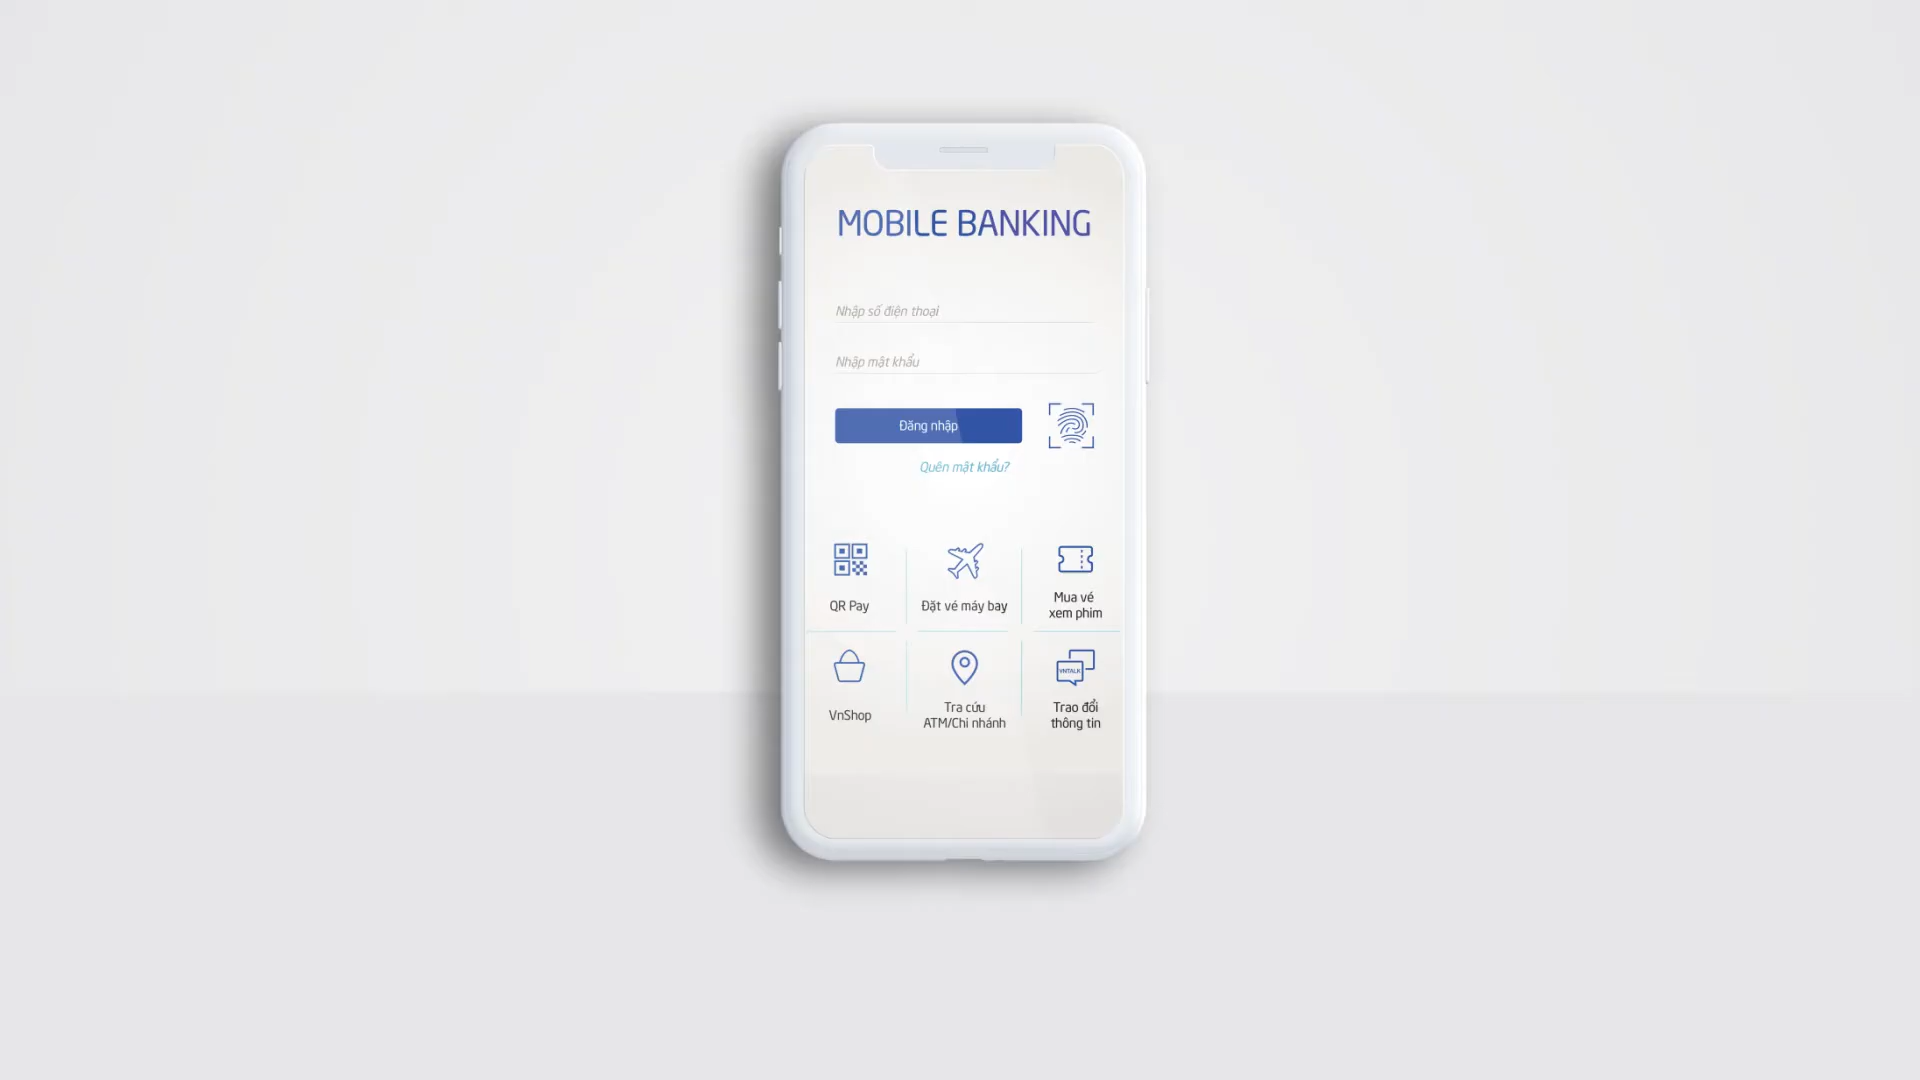 MOBILE BANKING
Nhập số điện thoại
Nhập mật khẩu
Đăng nhập
Quên mật khẩu?
QR Pay
Đặt vé máy bay
Mua vé
xem phim
VnShop
Tra cứu
ATM/Chi nhánh
VNTALK
Trao đổi
thông tin